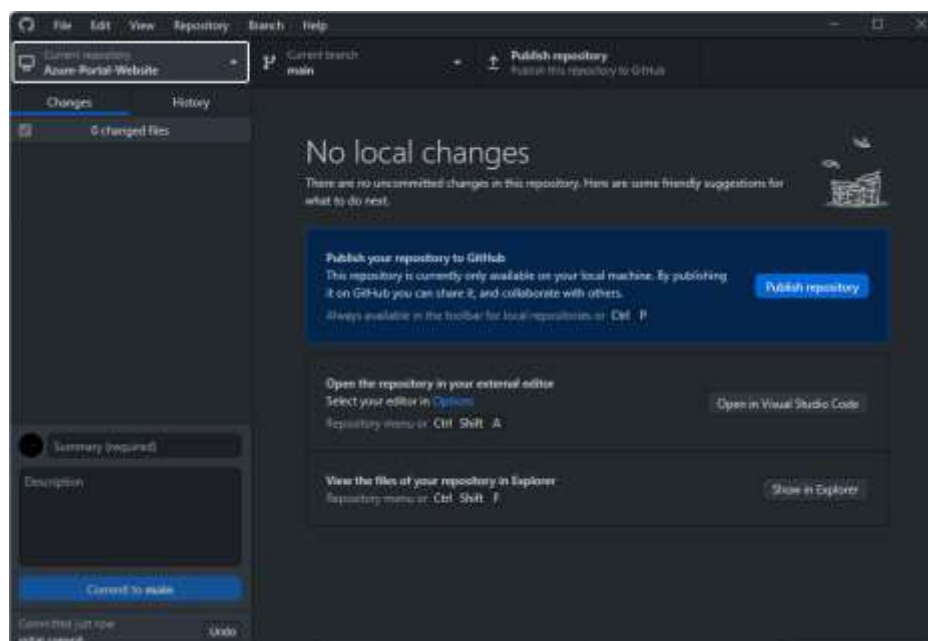 File Edit View Repository Branch Help
Current repository
Azure-Portal-Website
Current branch
main
Publish repository
Publish this repository to GitHub
Changes
History
0 changed files
No local changes
There are no uncommitted changes in this repository. Here are some friendly suggestions for
what to do next.
Publish your repository to GitHub
This repository is currently only available on your local machine. By publishing
it on GitHub you can share it, and collaborate with others.
Always available in the toolbar for local repositories or Ctrl P
Publish repository
Open the repository in your external editor
Select your editor in Options
Repository menu or Ctrl Shift A
Open in Visual Studio Code
View the files of your repository in Explorer
Repository menu or Ctrl Shift F
Show in Explorer
Summary (required)
Description
Commit to main
Committed just now
initial commit
Undo